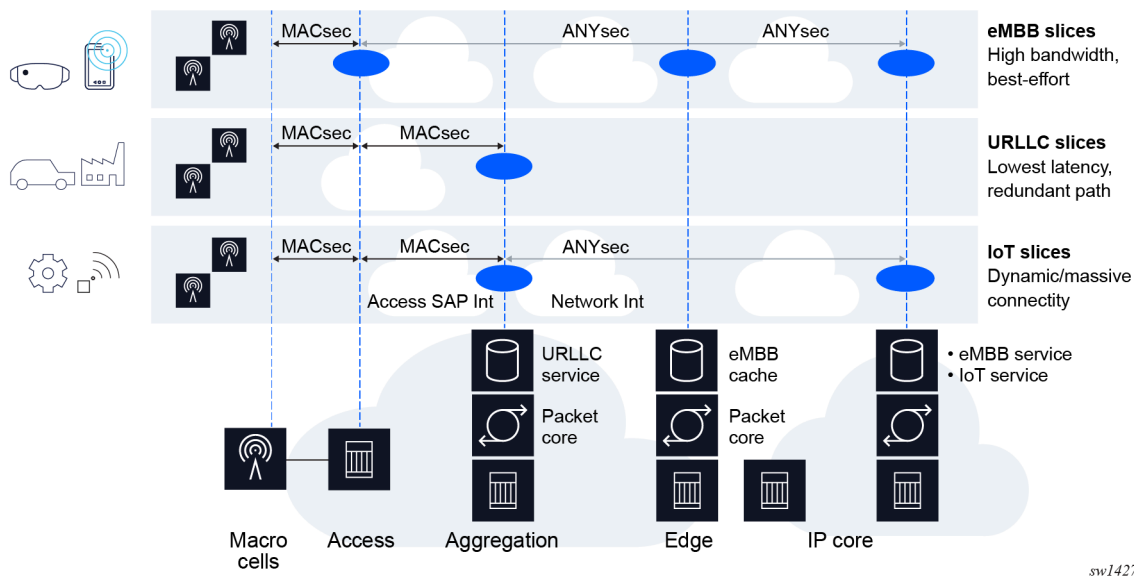 MACsec
ANYsec
ANYsec
eMBB slices
High bandwidth,
best-effort
MACsec
MACsec
URLLC slices
Lowest latency,
redundant path
MACsec
MACsec
ANYsec
IoT slices
Dynamic/massive
connectity
Access SAP Int
Network Int
URLLC
service
eMBB
cache
• eMBB service
• IoT service
Packet
core
Packet
core
Macro
cells
Access
Aggregation
Edge
IP core
sw1427